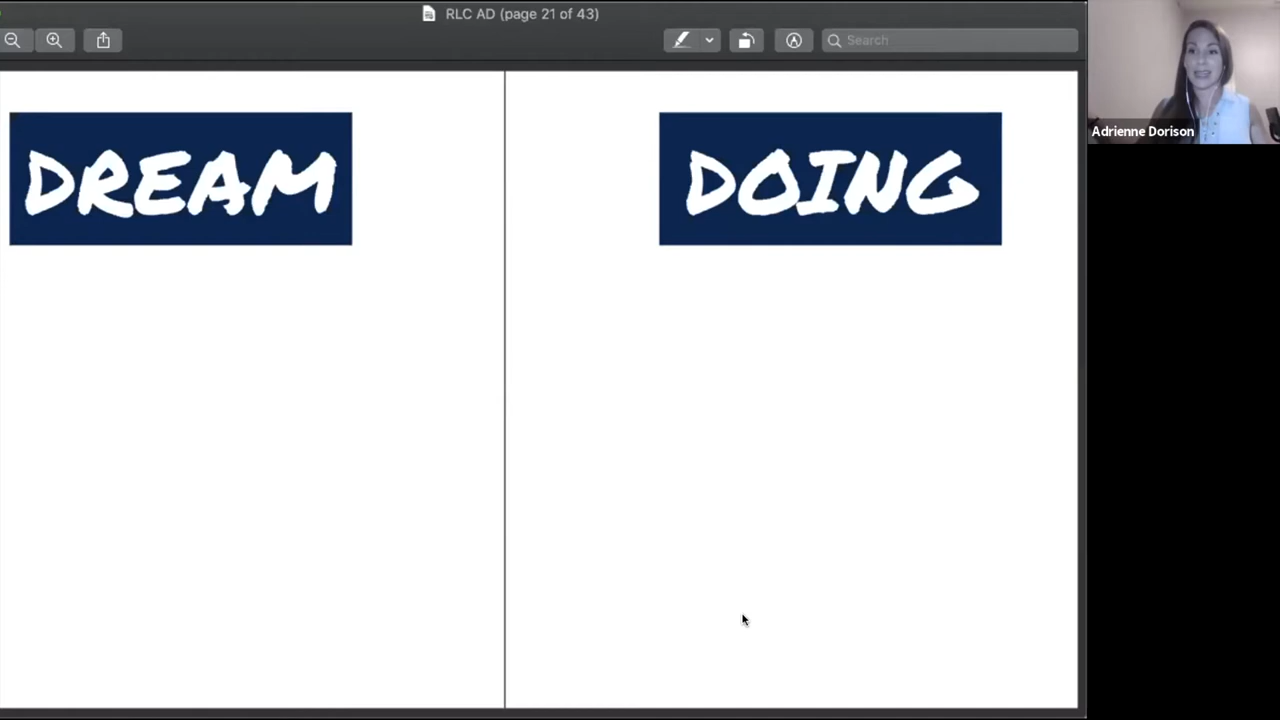 RLC AD (page 21 of 43)
Search
DREAM
DOING
Adrienne Dorison